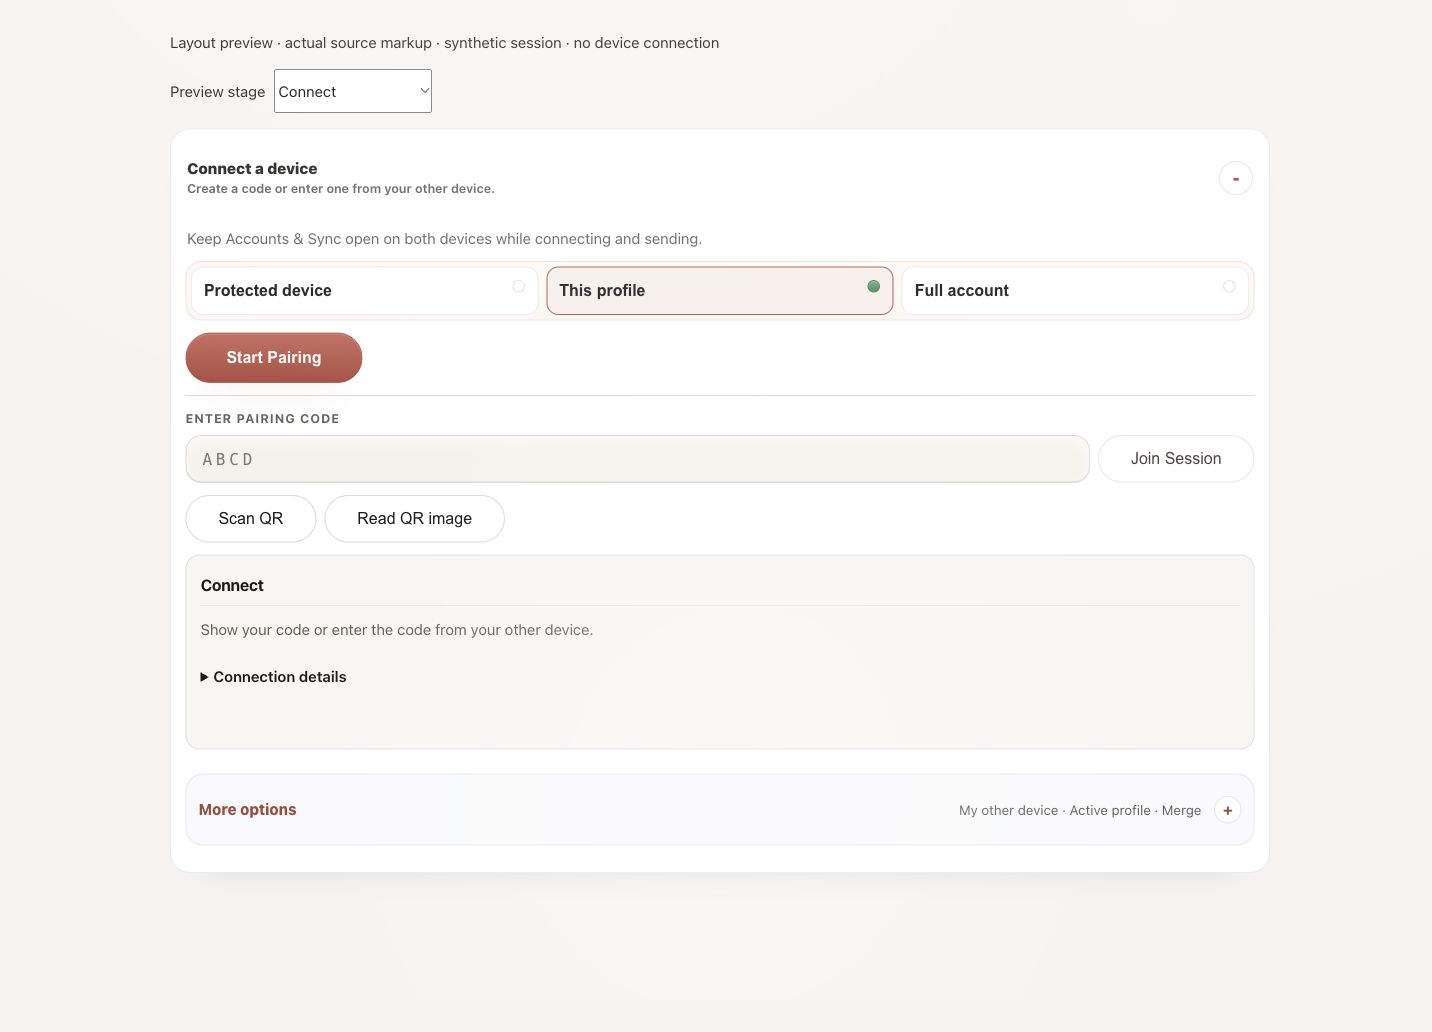 Layout preview · actual source markup · synthetic session · no device connection
Preview stage Connect
Connect a device
Create a code or enter one from your other device.
-
Keep Accounts & Sync open on both devices while connecting and sending.
Protected device This profile Full account
Start Pairing
ENTER PAIRING CODE
ABCD Join Session
Scan QR Read QR image
Connect
Show your code or enter the code from your other device.
Connection details
More options My other device · Active profile · Merge +